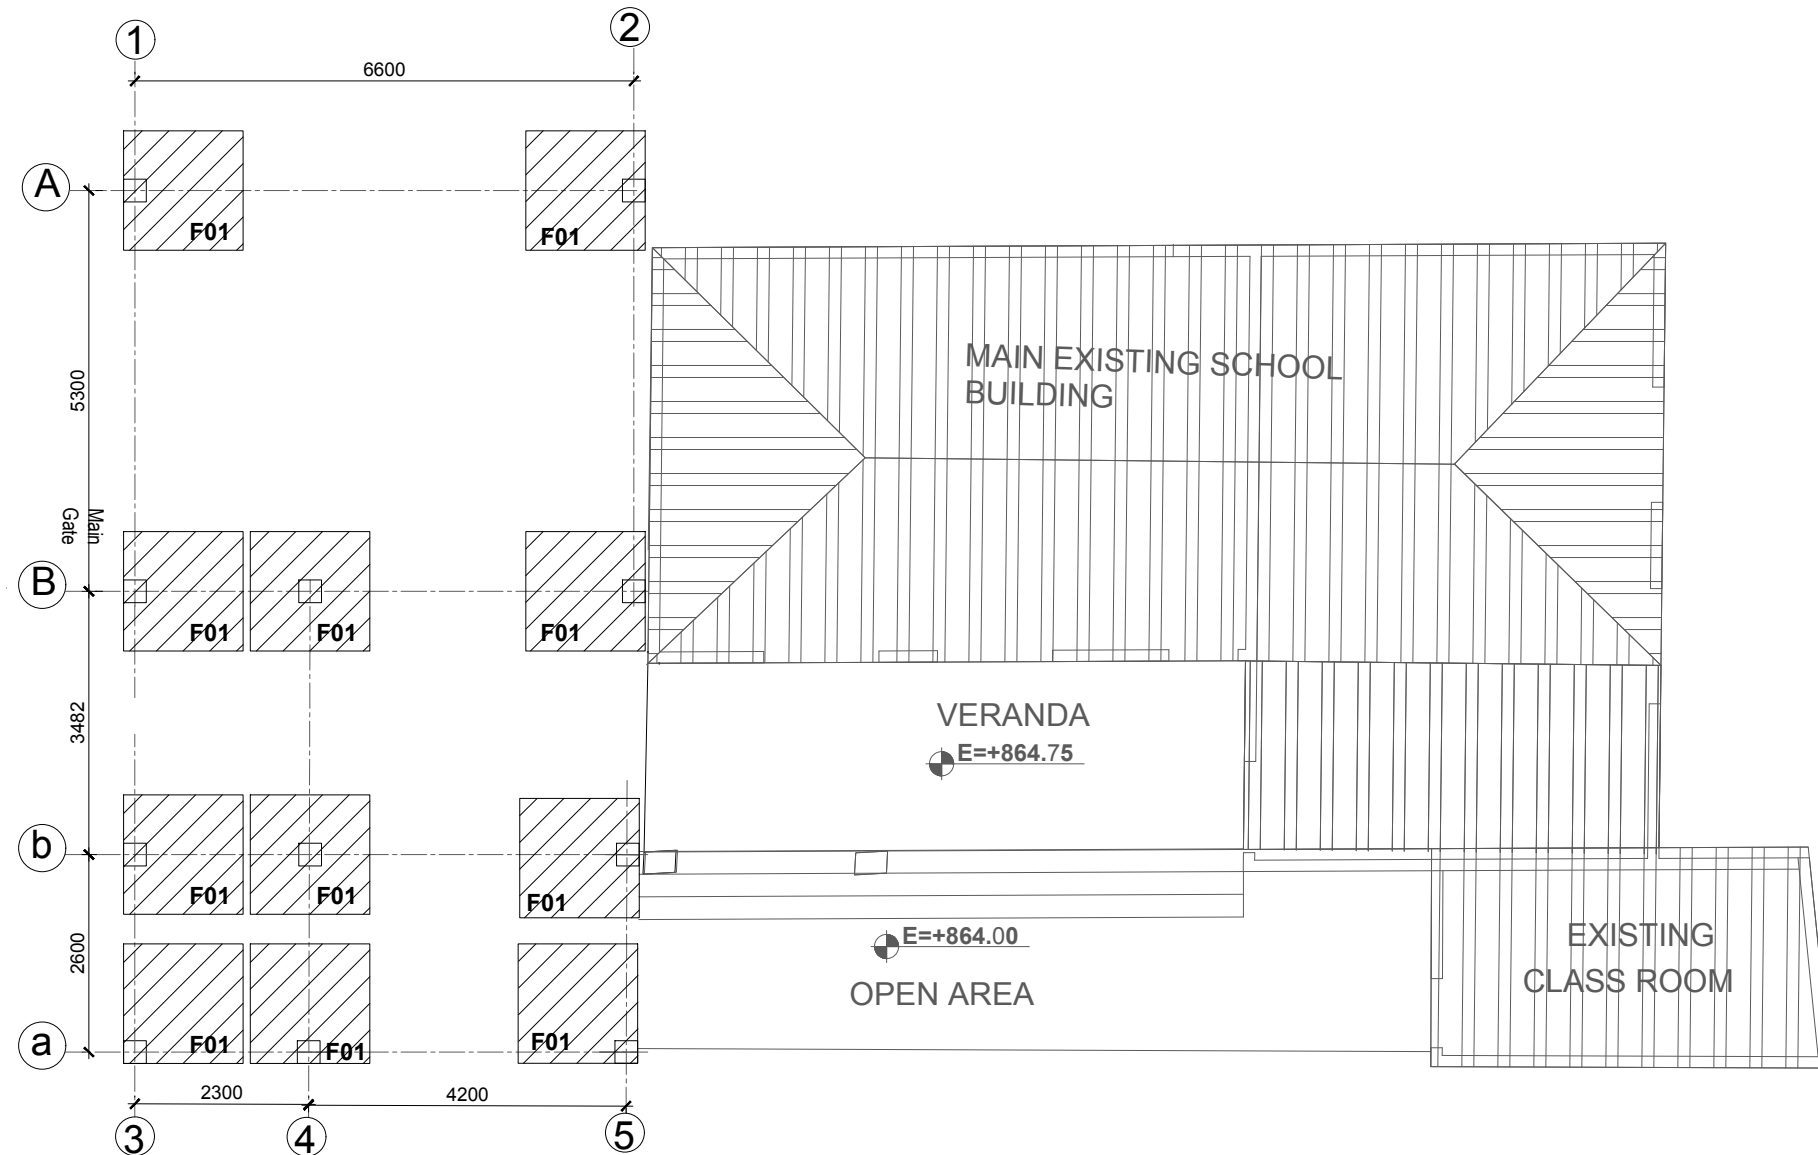 1
2
6600
A
F01
F01
MAIN EXISTING SCHOOL
BUILDING
5300
Main
Gate
B
F01
F01
F01
3482
VERANDA
E=+864.75
b
F01
F01
F01
2600
E=+864.00
OPEN AREA
EXISTING
CLASS ROOM
a
F01
F01
F01
2300
4200
3
4
5